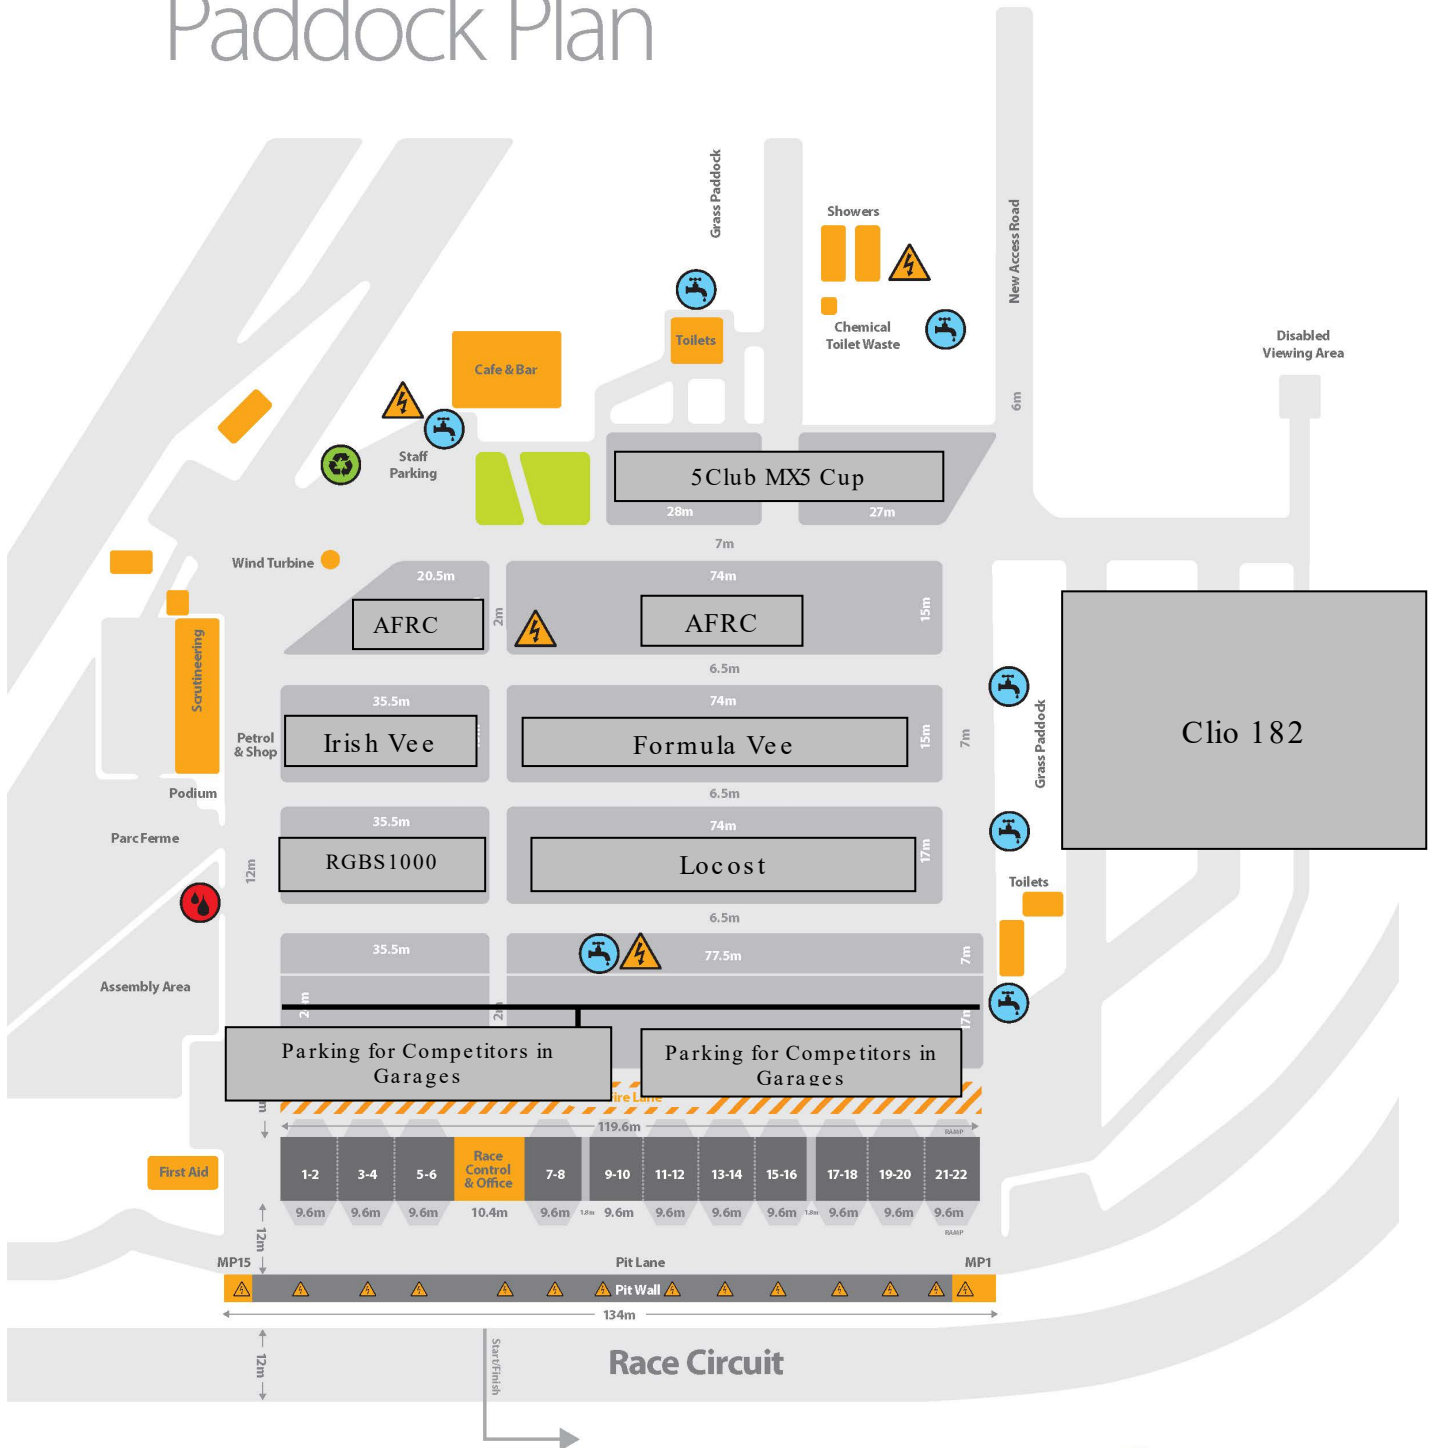 Paddock Plan
Grass Paddock
Showers
New Access Road
Chemical
Toilet Waste
Toilets
Disabled
Viewing Area
Cafe & Bar
6m
Staff
Parking
5Club MX5 Cup
28m
27m
7m
Wind Turbine
20.5m
74m
AFRC
2m
AFRC
15m
6.5m
Scrutineering
35.5m
74m
Petrol
& Shop
Irish Vee
Formula Vee
15m
7m
Grass Paddock
Clio 182
Podium
6.5m
Parc Ferme
35.5m
74m
12m
RGBS1000
Locost
17m
Toilets
6.5m
35.5m
77.5m
7m
Assembly Area
2m
17m
Parking for Competitors in
Garages
Parking for Competitors in
Garages
Fire Lane
m
119.6m
RAMP
First Aid
1-2
3-4
5-6
Race
Control
& Office
7-8
9-10
11-12
13-14
15-16
17-18
19-20
21-22
9.6m
9.6m
9.6m
10.4m
9.6m
1.8m
9.6m
9.6m
9.6m
9.6m
1.8m
9.6m
9.6m
9.6m
RAMP
12m
MP15
Pit Lane
MP1
Pit Wall
134m
12m
Start/Finish
Race Circuit